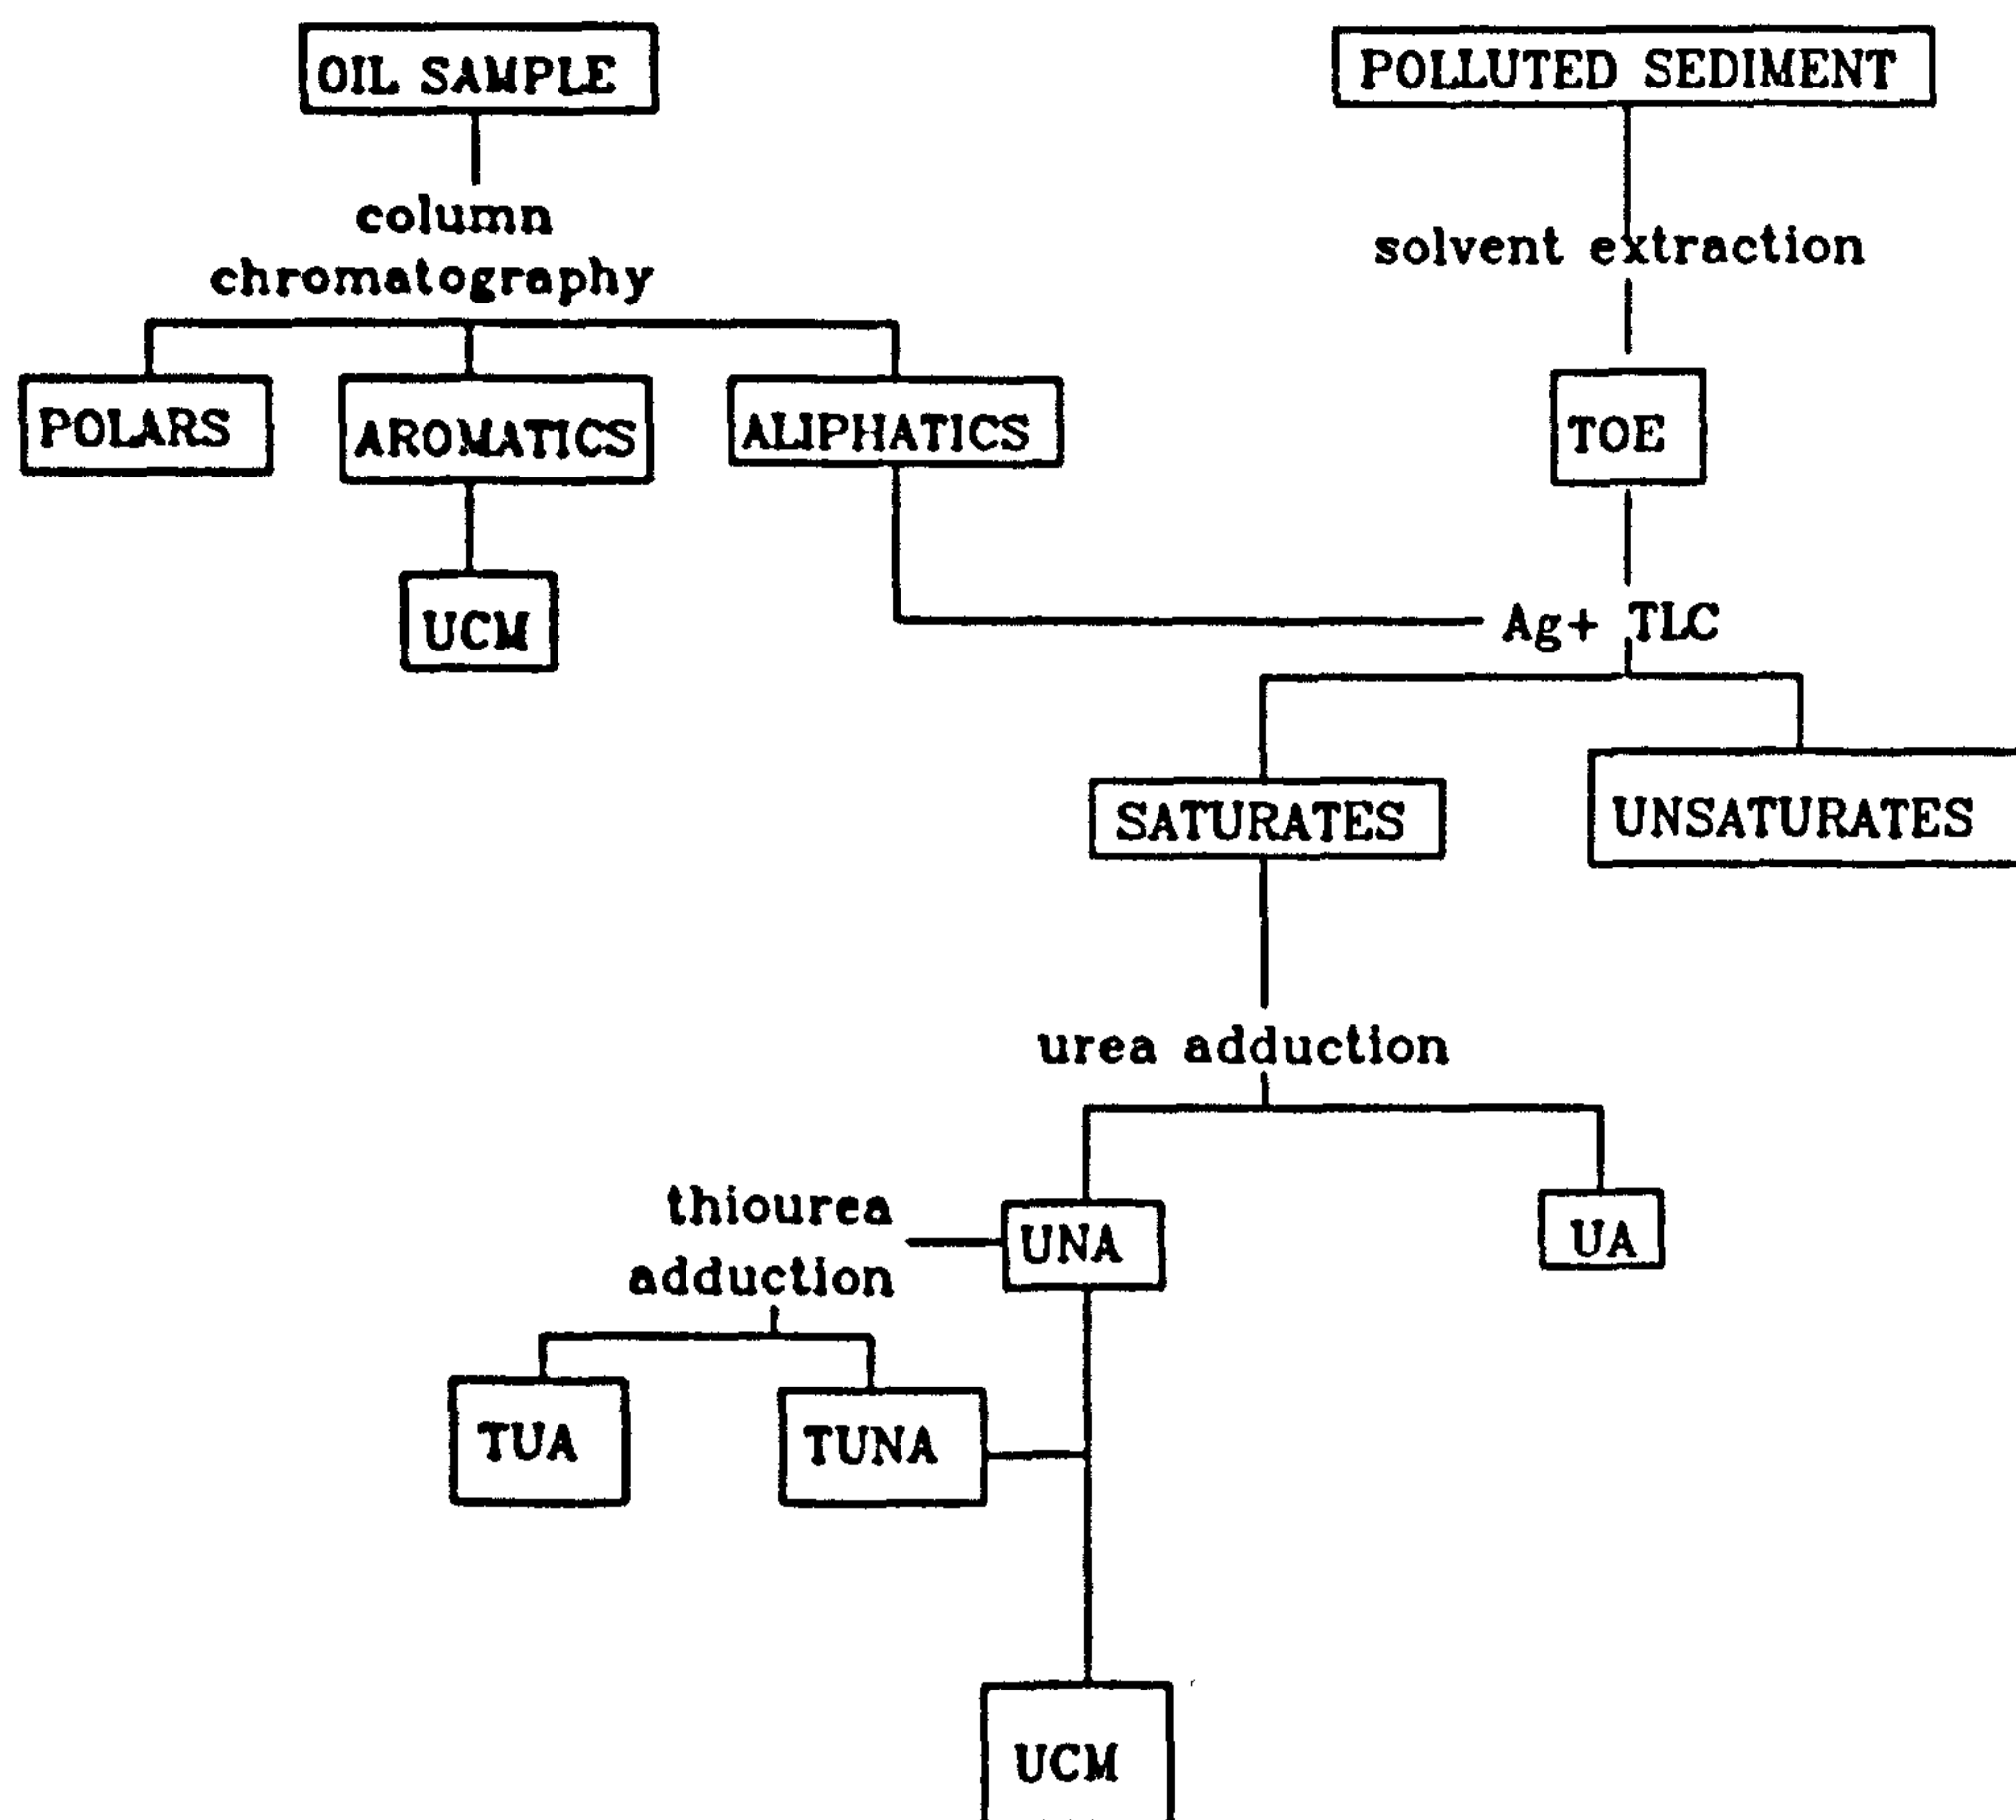 OIL SAMPLE
POLLUTED SEDIMENT
column
chromatography
solvent extraction
POLARS
AROMATICS
ALIPHATICS
TOE
UCM
Ag+ TLC
SATURATES
UNSATURATES
urea adduction
thiourea
adduction
UNA
UA
TUA
TUNA
UCM